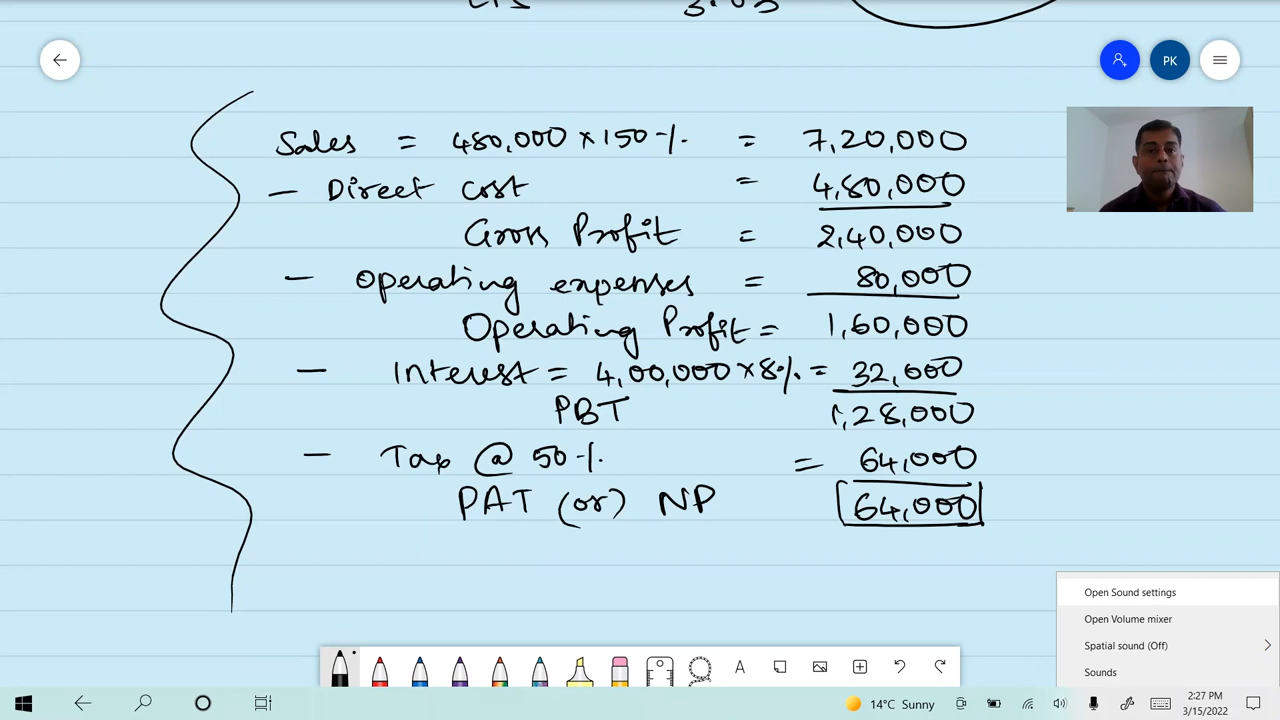 PK
Sales = 480,000 × 150 % = 7,20,000
- Direct cost = 4,80,000
Gross Profit = 2,40,000
- Operating expenses = 80,000
Operating Profit = 1,60,000
- Interest = 4,00,000 × 8% = 32,000
PBT 1,28,000
- Tax @ 50 % = 64,000
PAT (or) NP 64,000
Open Sound settings
Open Volume mixer
Spatial sound (Off)
Sounds
A
14°C Sunny
2:27 PM
3/15/2022